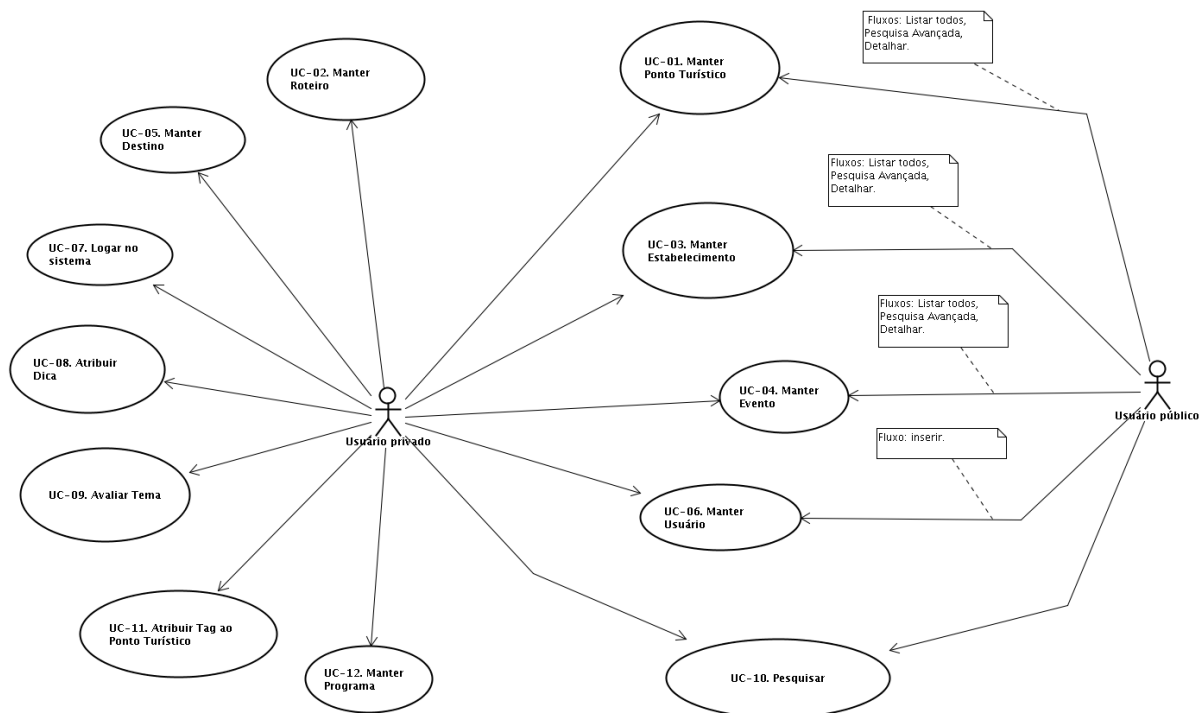 Fluxos: Listar todos,
Pesquisa Avançada,
Detalhar.
UC-01. Manter
Ponto Turístico
UC-02. Manter
Roteiro
UC-05. Manter
Destino
Fluxos: Listar todos,
Pesquisa Avançada,
Detalhar.
UC-03. Manter
Estabelecimento
UC-07. Logar no
sistema
Fluxos: Listar todos,
Pesquisa Avançada,
Detalhar.
UC-08. Atribuir
Dica
UC-04. Manter
Evento
Usuário privado
Usuário público
Fluxo: inserir.
UC-09. Avaliar Tema
UC-06. Manter
Usuário
UC-11. Atribuir Tag ao
Ponto Turístico
UC-12. Manter
Programa
UC-10. Pesquisar